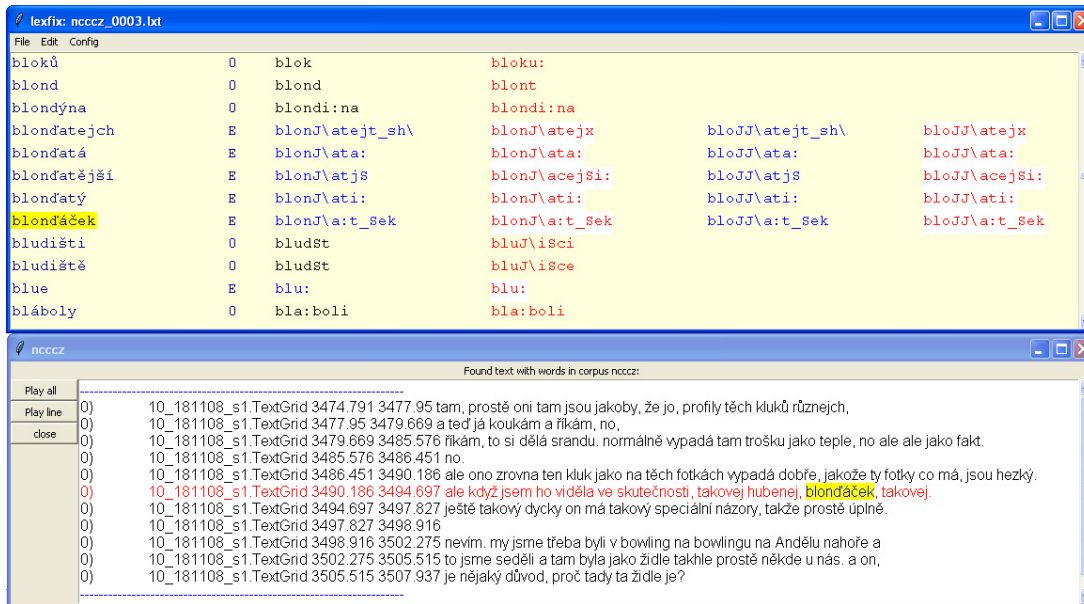 lexfix: ncccz_0003.lxt
File Edit Config
bloků 0 blok bloku:
blond 0 blond blont
blondýna 0 blondi:na blondi:na
blonďatejch E blonJ\atejt_sh\ blonJ\atejx bloJJ\atejt_sh\ bloJJ\atejx
blonďatá E blonJ\ata: blonJ\ata: bloJJ\ata: bloJJ\ata:
blonďatější E blonJ\atjS blonJ\acejSi: bloJJ\atjS bloJJ\acejSi:
blonďatý E blonJ\ati: blonJ\ati: bloJJ\ati: bloJJ\ati:
blonďáček E blonJ\a:t_Sek blonJ\a:t_Sek bloJJ\a:t_Sek bloJJ\a:t_Sek
bludišti 0 bludSt bluJ\iSci
bludiště 0 bludSt bluJ\iSce
blue E blu: blu:
bláboly 0 bla:boli bla:boli
ncccz
Found text with words in corpus ncccz:
Play all
Play line
close
--------------------------------------------------------------------------------
0) 10_181108_s1.TextGrid 3474.791 3477.95 tam, prostě oni tam jsou jakoby, že jo, profily těch kluků různejch,
0) 10_181108_s1.TextGrid 3477.95 3479.669 a teď já koukám a říkám, no,
0) 10_181108_s1.TextGrid 3479.669 3485.576 říkám, to si dělá srandu. normálně vypadá tam trošku jako teple, no ale ale jako fakt.
0) 10_181108_s1.TextGrid 3485.576 3486.451 no.
0) 10_181108_s1.TextGrid 3486.451 3490.186 ale ono zrovna ten kluk jako na těch fotkách vypadá dobře, jakože ty fotky co má, jsou hezký.
0) 10_181108_s1.TextGrid 3490.186 3494.697 ale když jsem ho viděla ve skutečnosti, takovej hubenej, blonďáček, takovej.
0) 10_181108_s1.TextGrid 3494.697 3497.827 ještě takový dycky on má takový speciální názory, takže prostě úplně.
0) 10_181108_s1.TextGrid 3497.827 3498.916
0) 10_181108_s1.TextGrid 3498.916 3502.275 nevím. my jsme třeba byli v bowling na bowlingu na Andělu nahoře a
0) 10_181108_s1.TextGrid 3502.275 3505.515 to jsme seděli a tam byla jako židle takhle prostě někde u nás. a on,
0) 10_181108_s1.TextGrid 3505.515 3507.937 je nějaký důvod, proč tady ta židle je?
--------------------------------------------------------------------------------